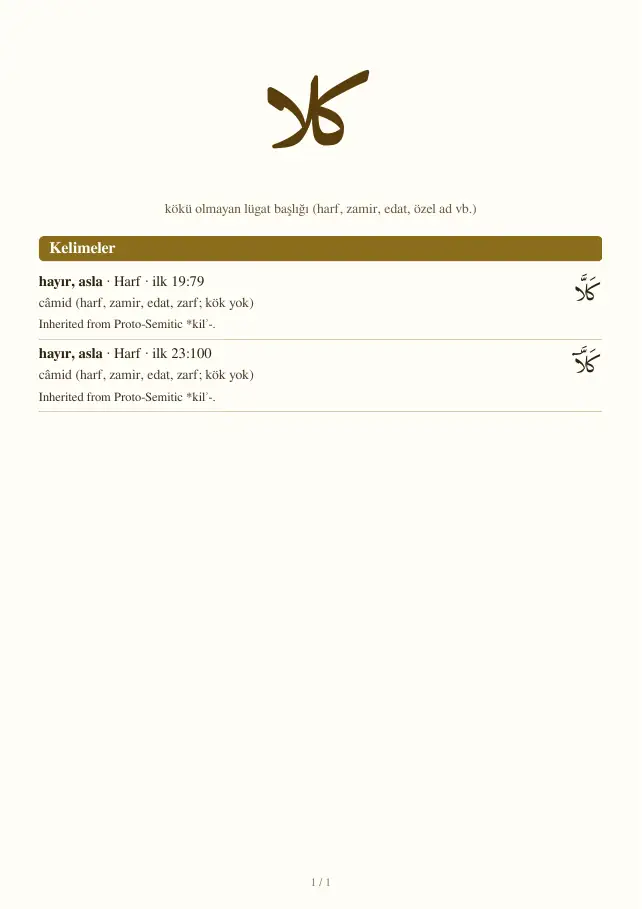 كلا
kökü olmayan lügat başlığı (harf, zamir, edat, özel ad vb.)
Kelimeler
hayır, asla · Harf · ilk 19:79 كَلَّا
câmid (harf, zamir, edat, zarf; kök yok)
Inherited from Proto-Semitic *kilʾ-.
hayır, asla · Harf · ilk 23:100 كَلَّآ
câmid (harf, zamir, edat, zarf; kök yok)
Inherited from Proto-Semitic *kilʾ-.
1 / 1